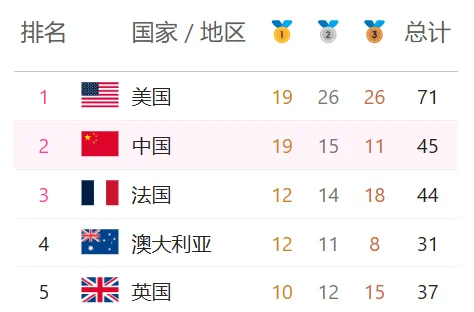 排名 国家 / 地区 1 2 3 总计
1 美国 19 26 26 71
2 中国 19 15 11 45
3 法国 12 14 18 44
4 澳大利亚 12 11 8 31
5 英国 10 12 15 37